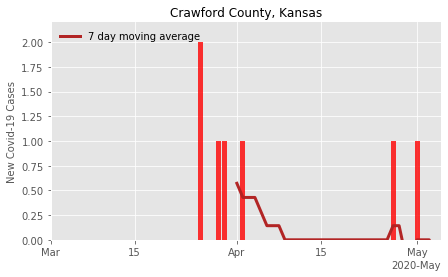 Crawford County, Kansas
7 day moving average
New Covid-19 Cases
2.00
1.75
1.50
1.25
1.00
0.75
0.50
0.25
0.00
Mar 15 Apr 15 May
2020-May